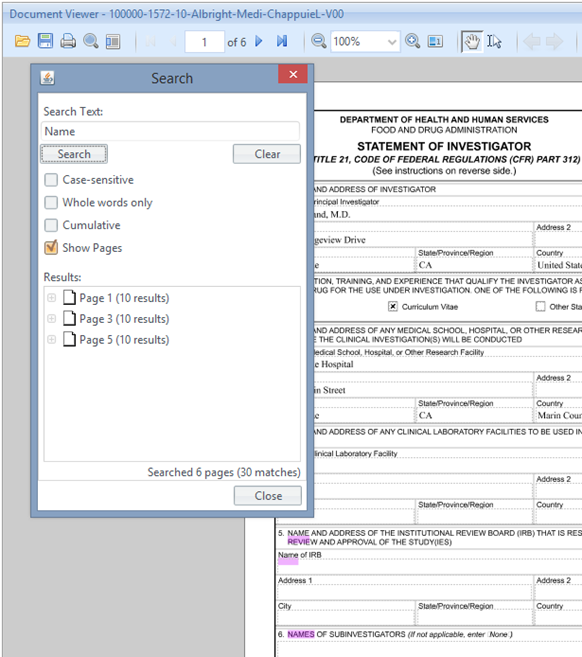 Document Viewer - 100000-1572-10-Albright-Medi-ChappuieL-V00
1 of 6 100%
Search
Search Text:
Name
Search Clear
Case-sensitive
Whole words only
Cumulative
Show Pages
Results:
Page 1 (10 results)
Page 3 (10 results)
Page 5 (10 results)
Searched 6 pages (30 matches)
Close
DEPARTMENT OF HEALTH AND HUMAN SERVICES
FOOD AND DRUG ADMINISTRATION
STATEMENT OF INVESTIGATOR
TITLE 21, CODE OF FEDERAL REGULATIONS (CFR) PART 312)
(See instructions on reverse side.)
AND ADDRESS OF INVESTIGATOR
Principal Investigator
nd, M.D.
Address 2
geview Drive
State/Province/Region Country
CA United Stat
TION, TRAINING, AND EXPERIENCE THAT QUALIFY THE INVESTIGATOR AS
RUG FOR THE USE UNDER INVESTIGATION. ONE OF THE FOLLOWING IS P
Curriculum Vitae Other Sta
AND ADDRESS OF ANY MEDICAL SCHOOL, HOSPITAL, OR OTHER RESEAR
E THE CLINICAL INVESTIGATION(S) WILL BE CONDUCTED
Medical School, Hospital, or Other Research Facility
e Hospital
Address 2
in Street
State/Province/Region Country
CA Marin Coun
AND ADDRESS OF ANY CLINICAL LABORATORY FACILITIES TO BE USED IN
Clinical Laboratory Facility
Address 2
State/Province/Region Country
5. NAME AND ADDRESS OF THE INSTITUTIONAL REVIEW BOARD (IRB) THAT IS RES
REVIEW AND APPROVAL OF THE STUDY(IES)
Name of IRB
Address 1 Address 2
City State/Province/Region Country
6. NAMES OF SUBINVESTIGATORS (If not applicable, enter None.)